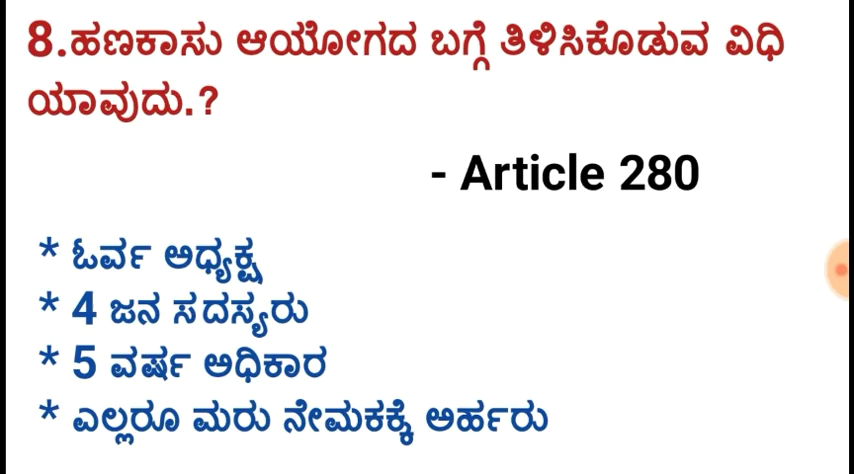 8.ಹಣಕಾಸು ಆಯೋಗದ ಬಗ್ಗೆ ತಿಳಿಸಿಕೊಡುವ ವಿಧಿ
ಯಾವುದು.?
- Article 280
* ಓರ್ವ ಅಧ್ಯಕ್ಷ
* 4 ಜನ ಸದಸ್ಯರು
* 5 ವರ್ಷ ಅಧಿಕಾರ
* ಎಲ್ಲರೂ ಮರು ನೇಮಕಕ್ಕೆ ಅರ್ಹರು